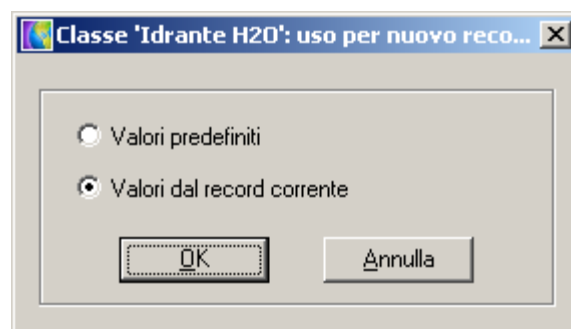 Classe 'Idrante H2O': uso per nuovo reco...
Valori predefiniti
Valori dal record corrente
OK
Annulla